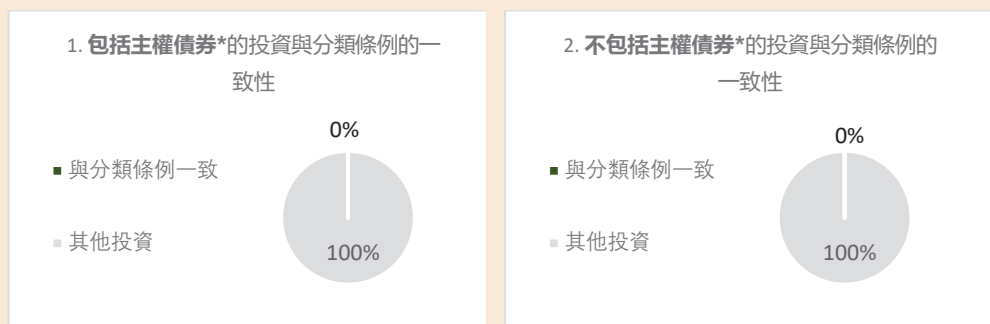 1. 包括主權債券*的投資與分類條例的一
致性
0%
與分類條例一致
其他投資
100%
2. 不包括主權債券*的投資與分類條例的
一致性
0%
與分類條例一致
其他投資
100%